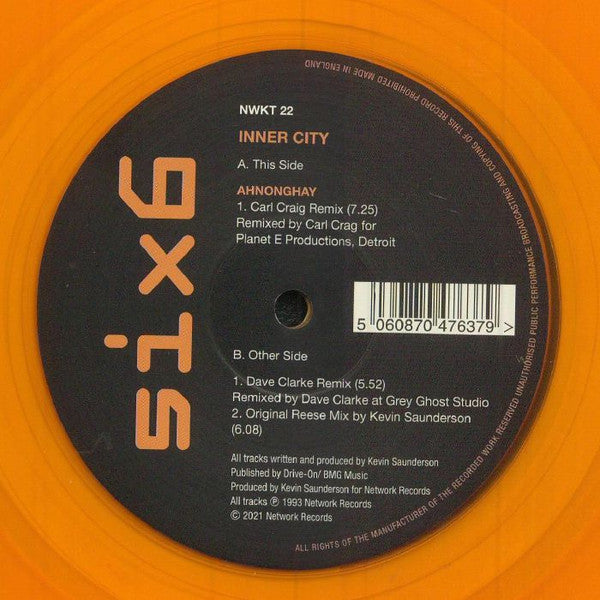 NWKT 22
INNER CITY
A. This Side
AHNONGHAY
1. Carl Craig Remix (7.25)
Remixed by Carl Crag for
Planet E Productions, Detroit
six6
5 060870 476379 >
B. Other Side
1. Dave Clarke Remix (5.52)
Remixed by Dave Clarke at Grey Ghost Studio
2. Original Reese Mix by Kevin Saunderson
(6.08)
All tracks written and produced by Kevin Saunderson
Published by Drive-On/ BMG Music
Produced by Kevin Saunderson for Network Records
All tracks ℗ 1993 Network Records
© 2021 Network Records
ALL RIGHTS OF THE MANUFACTURER OF THE RECORDED WORK RESERVED UNAUTHORISED PUBLIC PERFORMANCE BROADCASTING AND COPYING OF THIS RECORD PROHIBITED MADE IN ENGLAND